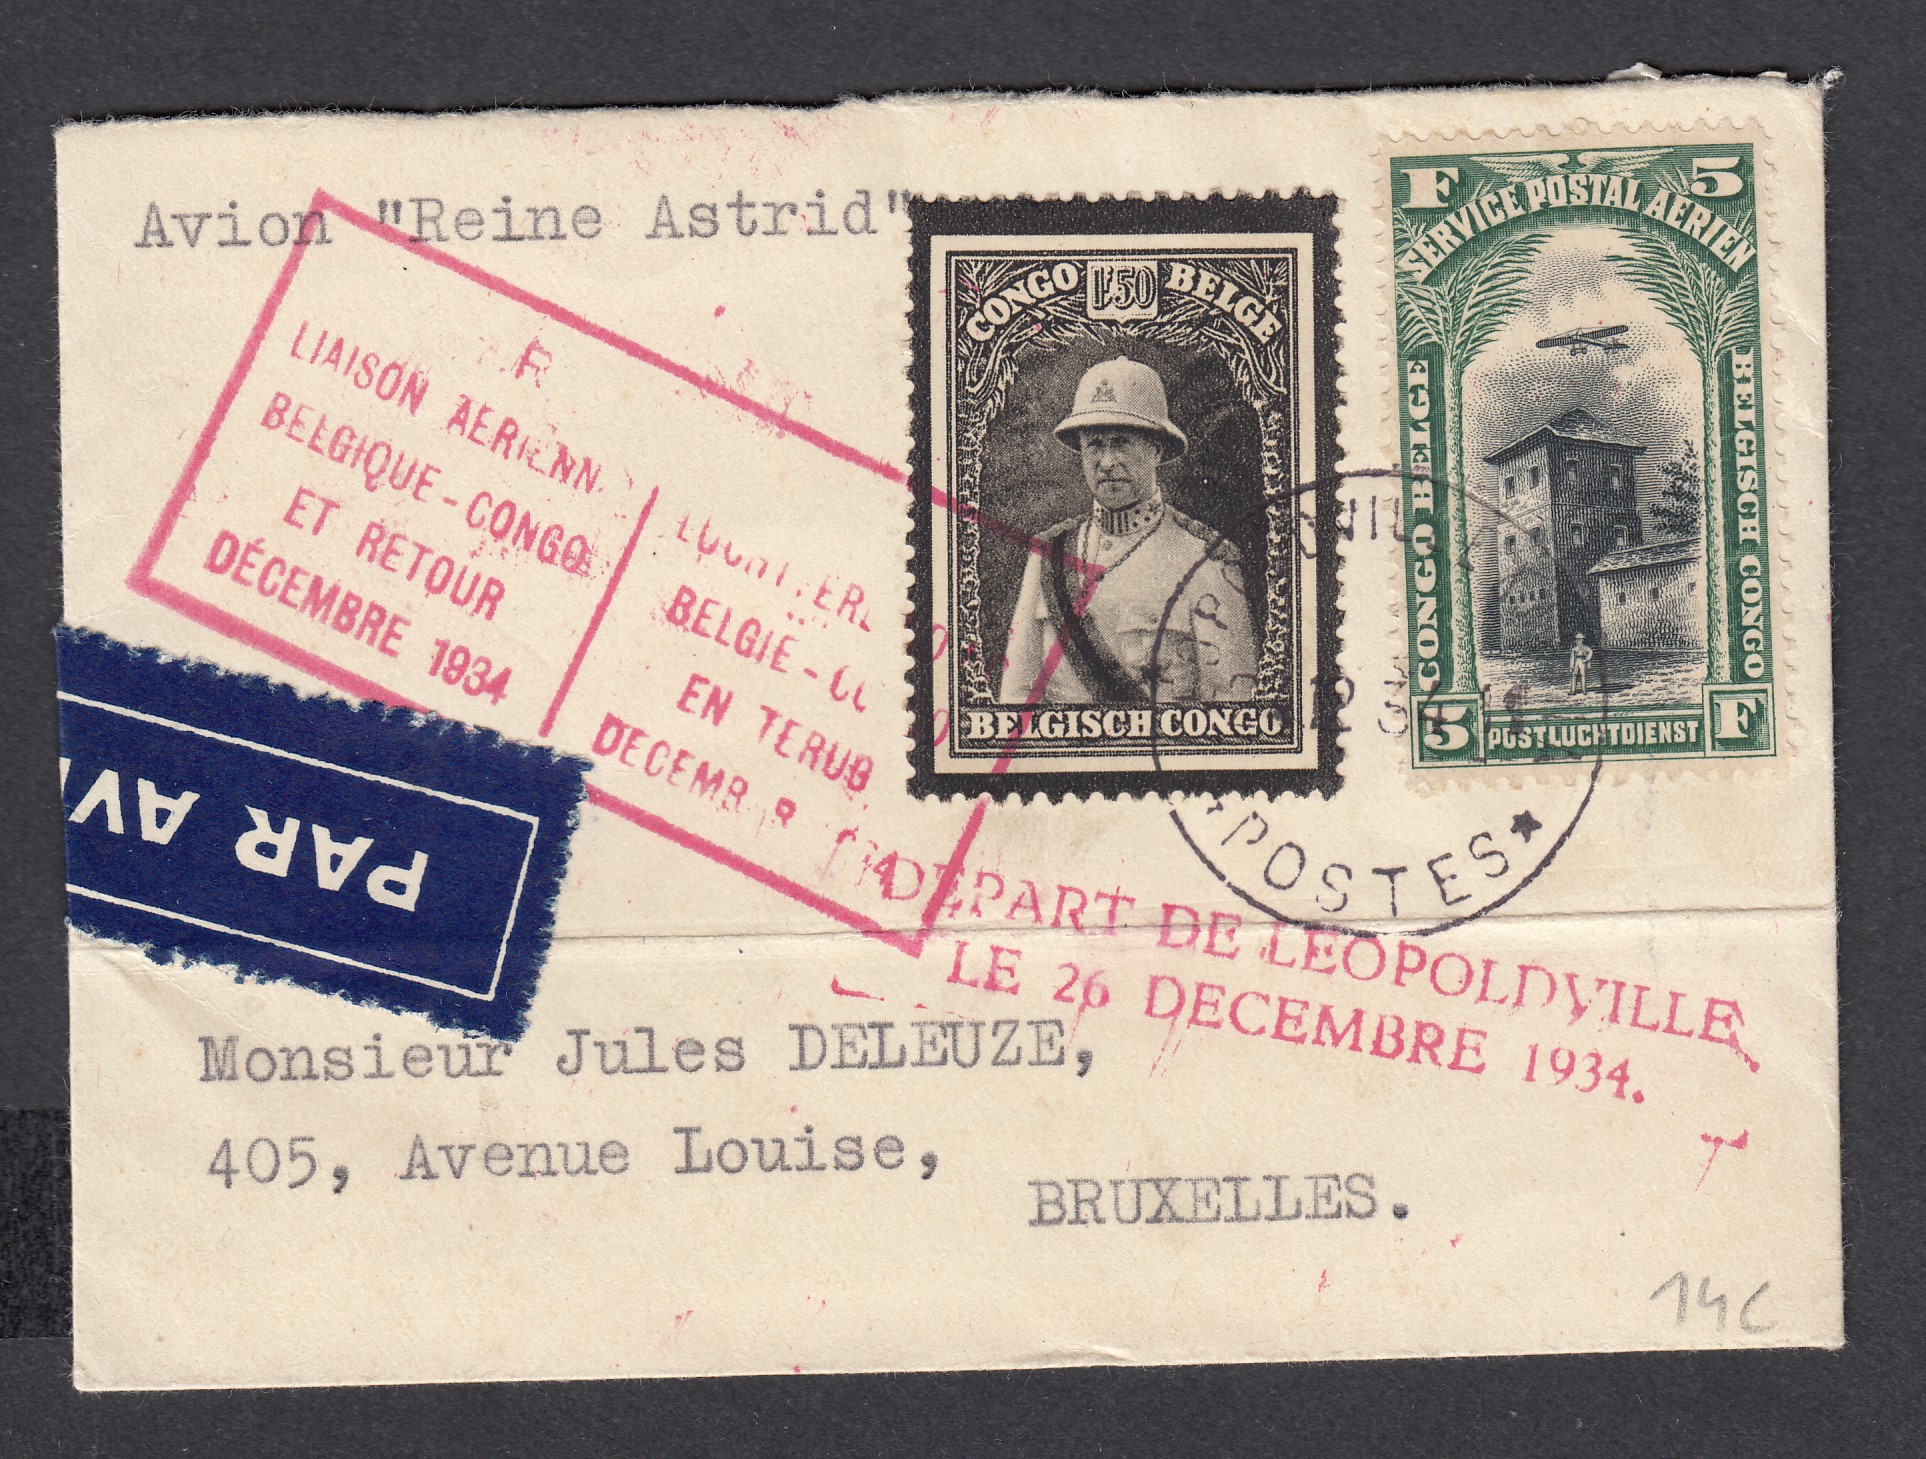 Avion "Reine Astrid"
LIAISON AERIENN
BELGIQUE-CONGO
ET RETOUR
DÉCEMBRE 1934
BELGIE-
EN TERUG
CONGO 1F50 BELGE
BELGISCH CONGO
F 5
SERVICE POSTAL AERIEN
CONGO BELGE
BELGISCH CONGO
5 F
POSTLUCHTDIENST
POSTES
PAR AV
DEPART DE LEOPOLDVILLE
LE 26 DECEMBRE 1934.
Monsieur Jules DELEUZE,
405, Avenue Louise,
BRUXELLES.